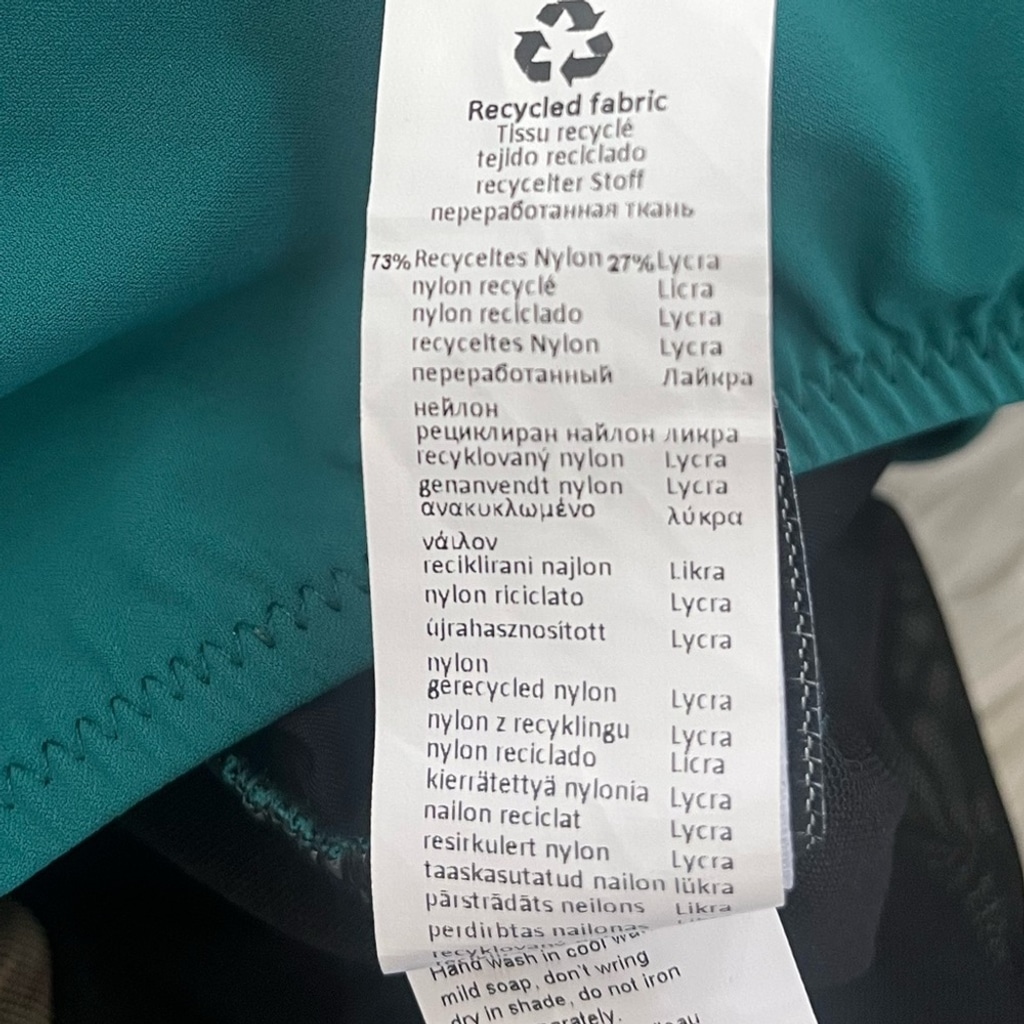 Recycled fabric
Tissu recyclé
tejido reciclado
recycelter Stoff
переработанная ткань
73% Recyceltes Nylon 27% Lycra
nylon recyclé Licra
nylon reciclado Lycra
recyceltes Nylon Lycra
переработанный Лайкра
нейлон
рециклиран найлон ликра
recyklovaný nylon Lycra
genanvendt nylon Lycra
ανακυκλωμένο λύκρα
νάιλον
reciklirani najlon Likra
nylon riciclato Lycra
újrahasznosított Lycra
nylon
gerecycled nylon Lycra
nylon z recyklingu Lycra
nylon reciclado Licra
kierrätettyä nylonia Lycra
nailon reciclat Lycra
resirkulert nylon Lycra
taaskasutatud nailon lükra
pārstrādāts neilons Likra
perdirbtas nailonas
Hand wash in cool
mild soap, don't wring
dry in shade, do not iron